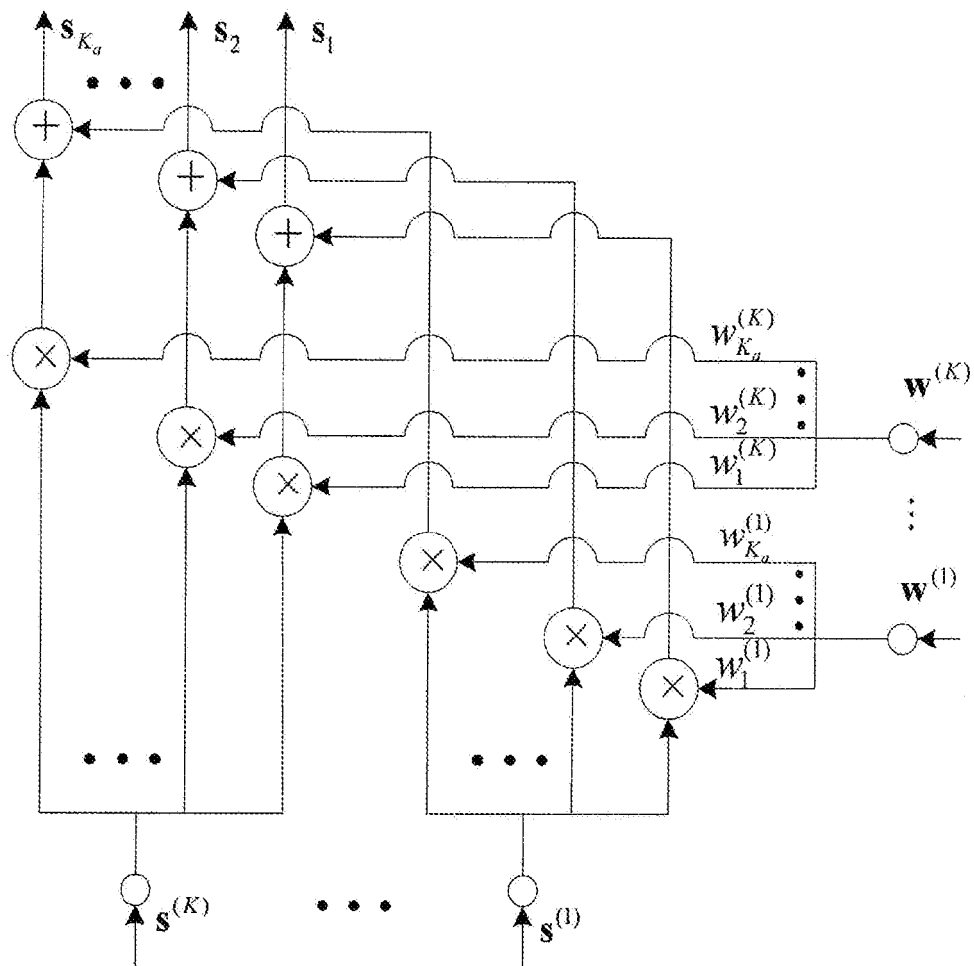 s_{K_a} s_2 s_1
• • •
+
+
+
w_{K_a}^{(K)}
×
w^{(K)}
w_2^{(K)}
×
w_1^{(K)}
×
w_{K_a}^{(1)}
×
w^{(1)}
w_2^{(1)}
×
w_1^{(1)}
×
• • • • • •
s^{(K)} • • • s^{(1)}